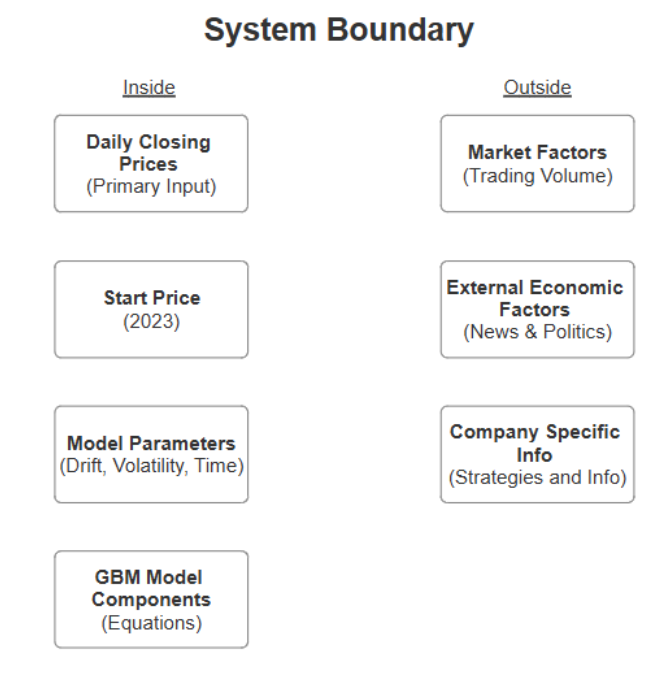 System Boundary
Inside
Outside
Daily Closing
Prices
(Primary Input)
Market Factors
(Trading Volume)
Start Price
(2023)
External Economic
Factors
(News & Politics)
Model Parameters
(Drift, Volatility, Time)
Company Specific
Info
(Strategies and Info)
GBM Model
Components
(Equations)